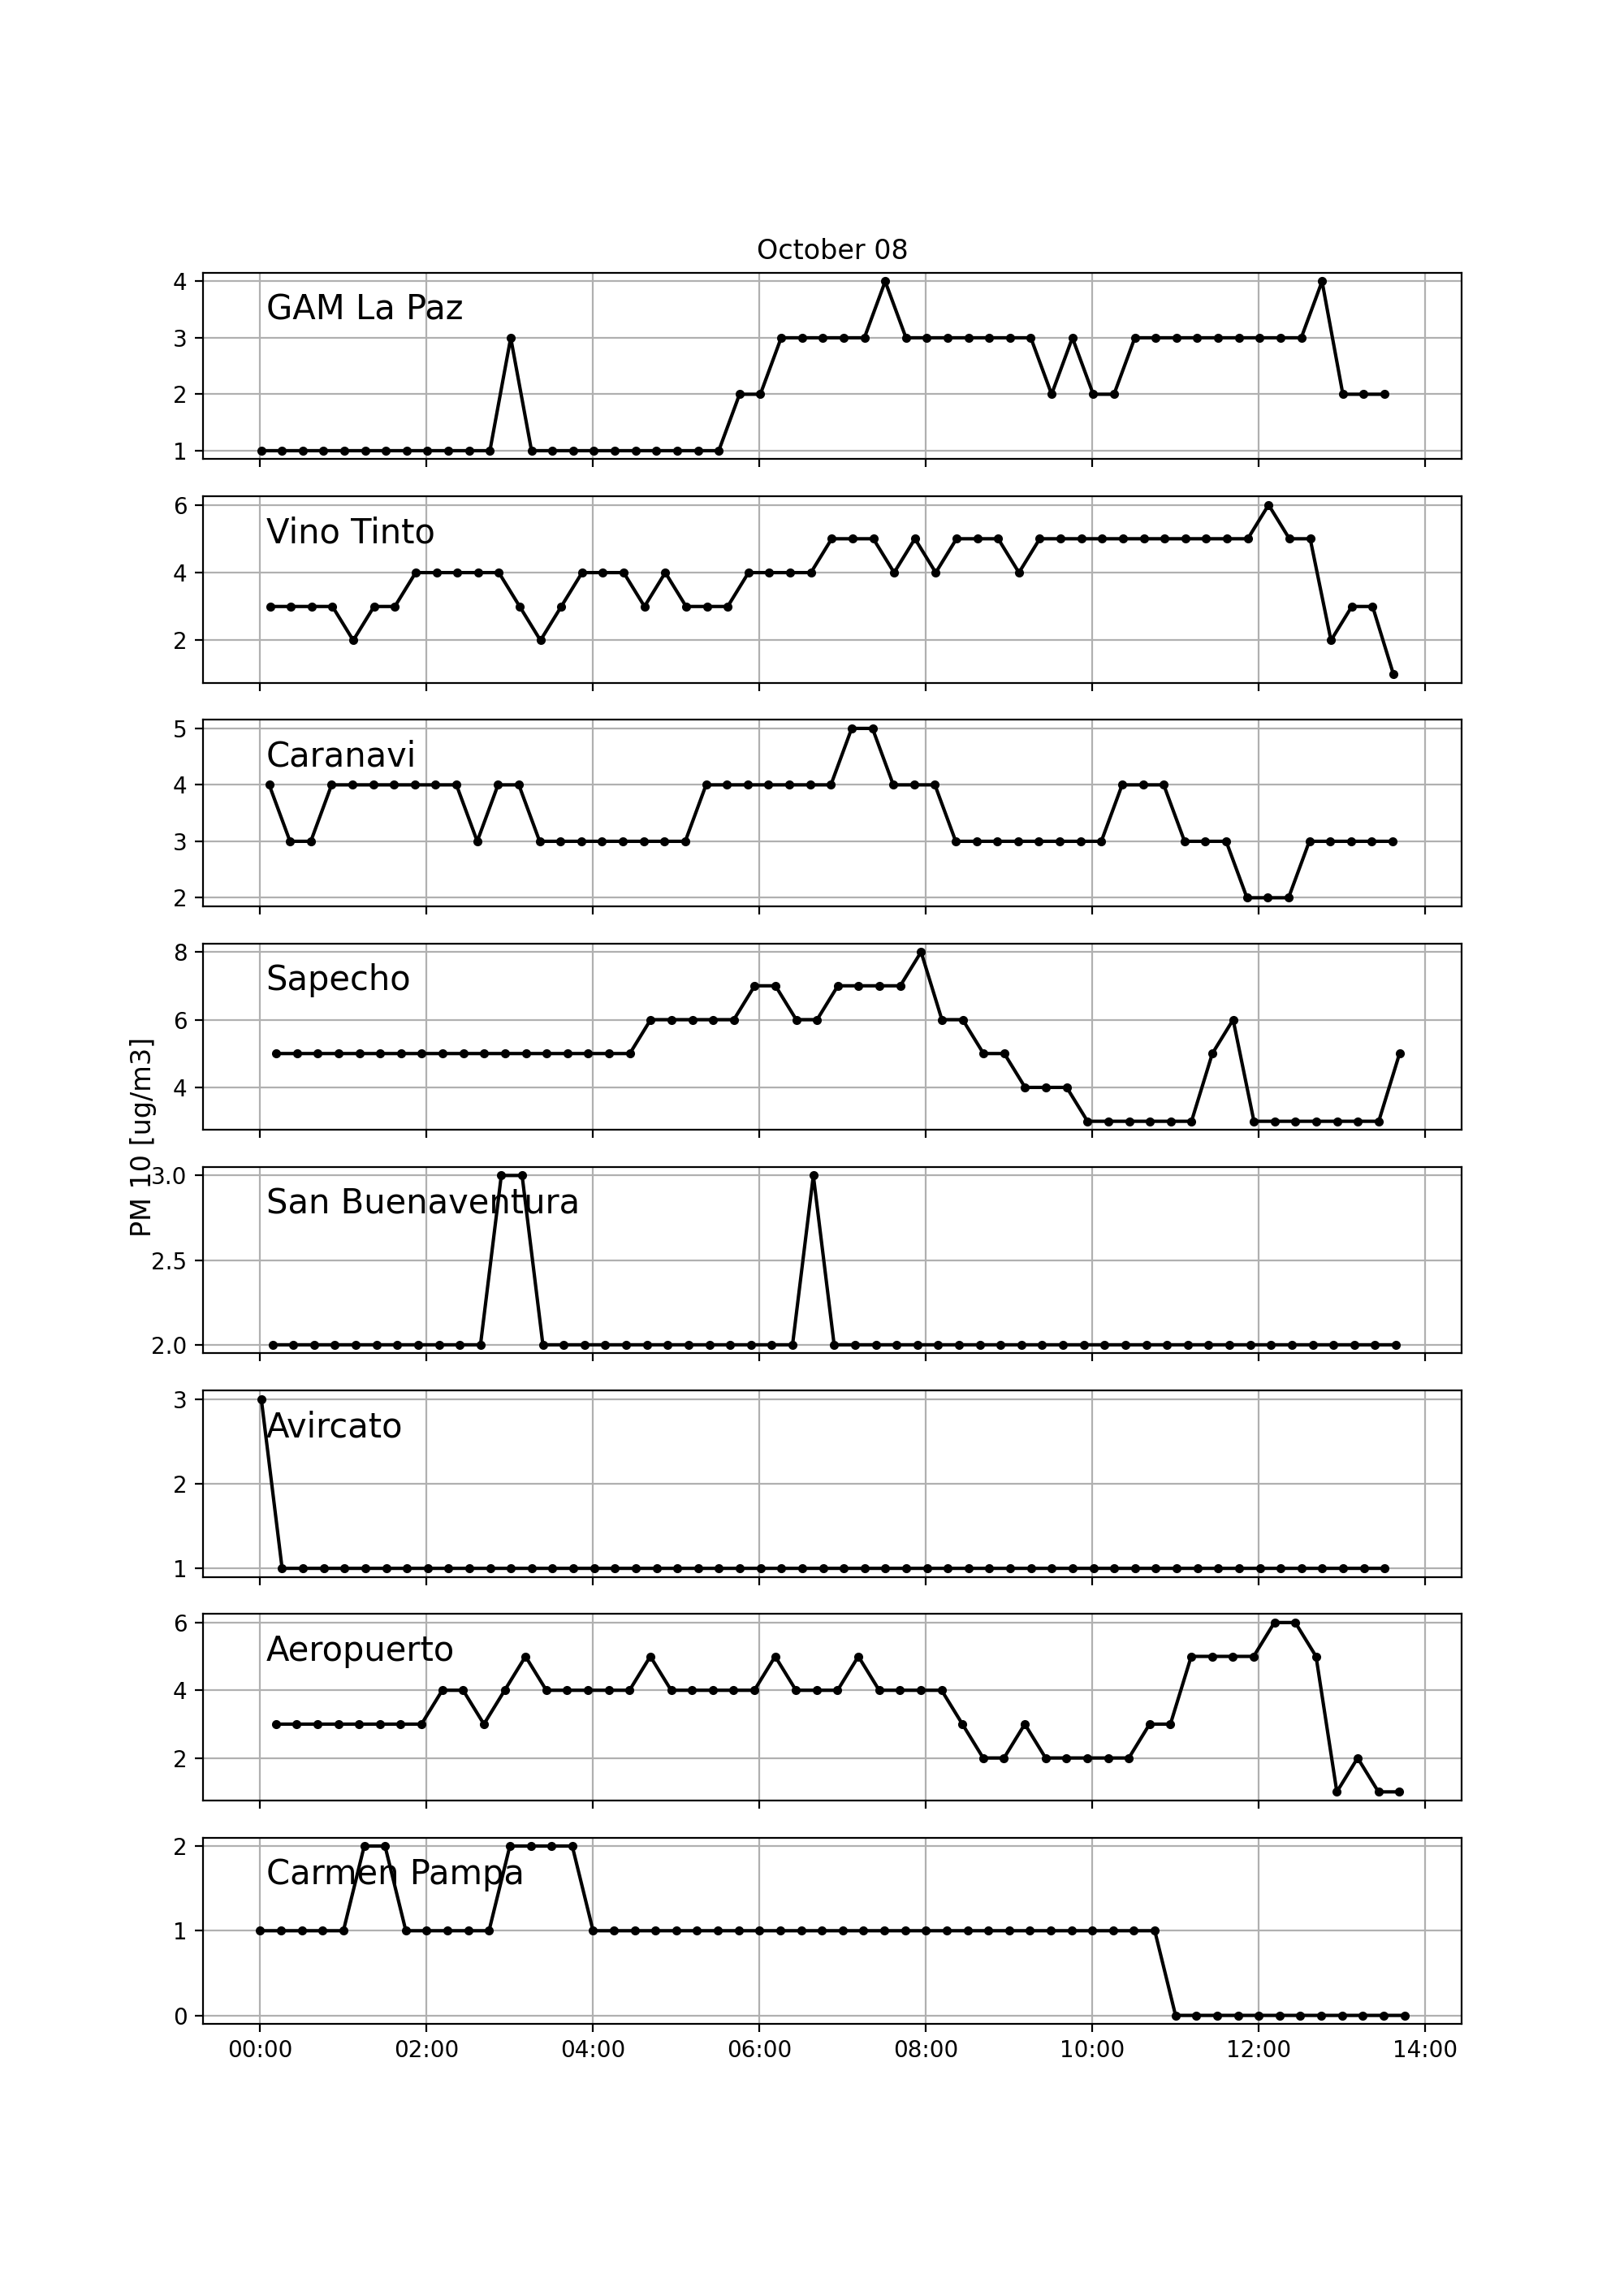 October 08
4
GAM La Paz
3
2
1
6
Vino Tinto
4
2
5
Caranavi
4
3
2
8
Sapecho
6
4
PM 10 [ug/m3]
3.0
San Buenaventura
2.5
2.0
3
Avircato
2
1
6
Aeropuerto
4
2
2
Carmen Pampa
1
0
00:00 02:00 04:00 06:00 08:00 10:00 12:00 14:00